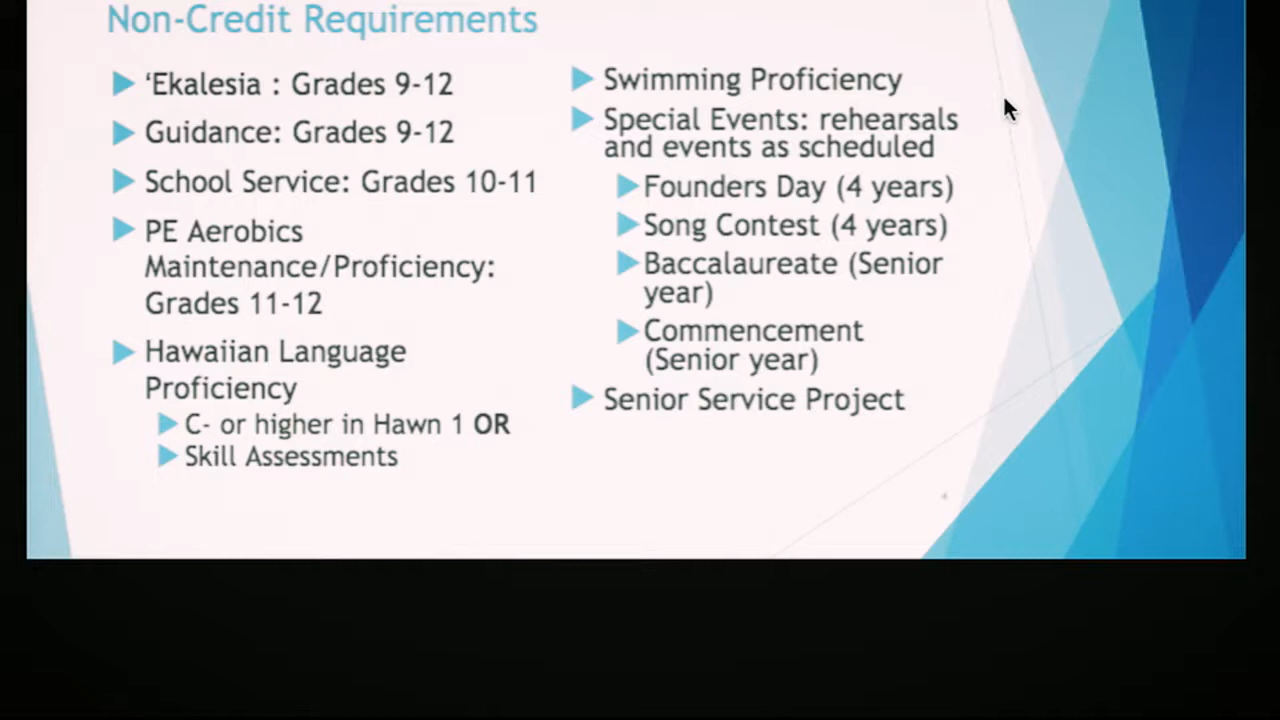 Non-Credit Requirements
‘Ekalesia : Grades 9-12
Guidance: Grades 9-12
School Service: Grades 10-11
PE Aerobics
Maintenance/Proficiency:
Grades 11-12
Hawaiian Language
Proficiency
C- or higher in Hawn 1 OR
Skill Assessments
Swimming Proficiency
Special Events: rehearsals
and events as scheduled
Founders Day (4 years)
Song Contest (4 years)
Baccalaureate (Senior
year)
Commencement
(Senior year)
Senior Service Project